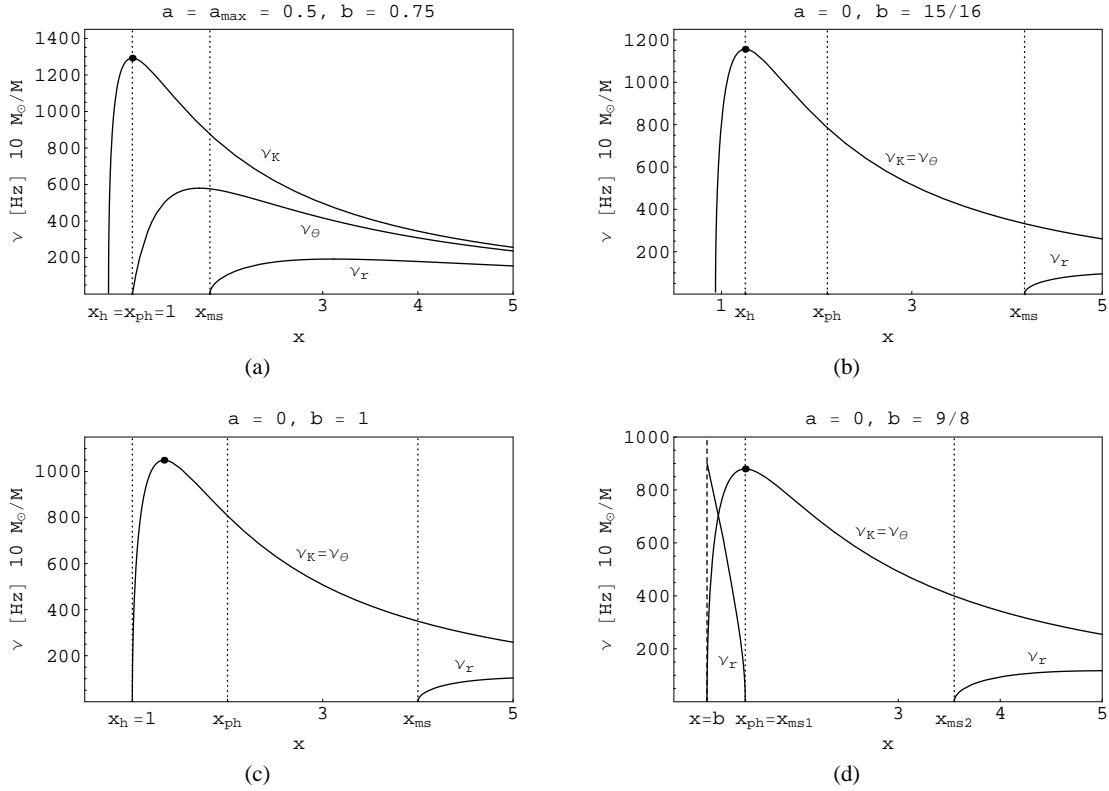 a = a_max = 0.5, b = 0.75
ν [Hz] 10 M☉/M
1400
1200
1000
800
600
400
200
ν_K
ν_θ
ν_r
x_h =x_ph=1
x_ms
3
4
5
x
(a)
a = 0, b = 15/16
ν [Hz] 10 M☉/M
1200
1000
800
600
400
200
ν_K=ν_θ
ν_r
1
x_h
x_ph
3
x_ms
5
x
(b)
a = 0, b = 1
ν [Hz] 10 M☉/M
1000
800
600
400
200
ν_K=ν_θ
ν_r
x_h =1
x_ph
3
x_ms
5
x
(c)
a = 0, b = 9/8
ν [Hz] 10 M☉/M
1000
800
600
400
200
ν_K=ν_θ
ν_r
ν_r
x=b
x_ph=x_ms1
3
x_ms2
4
5
x
(d)